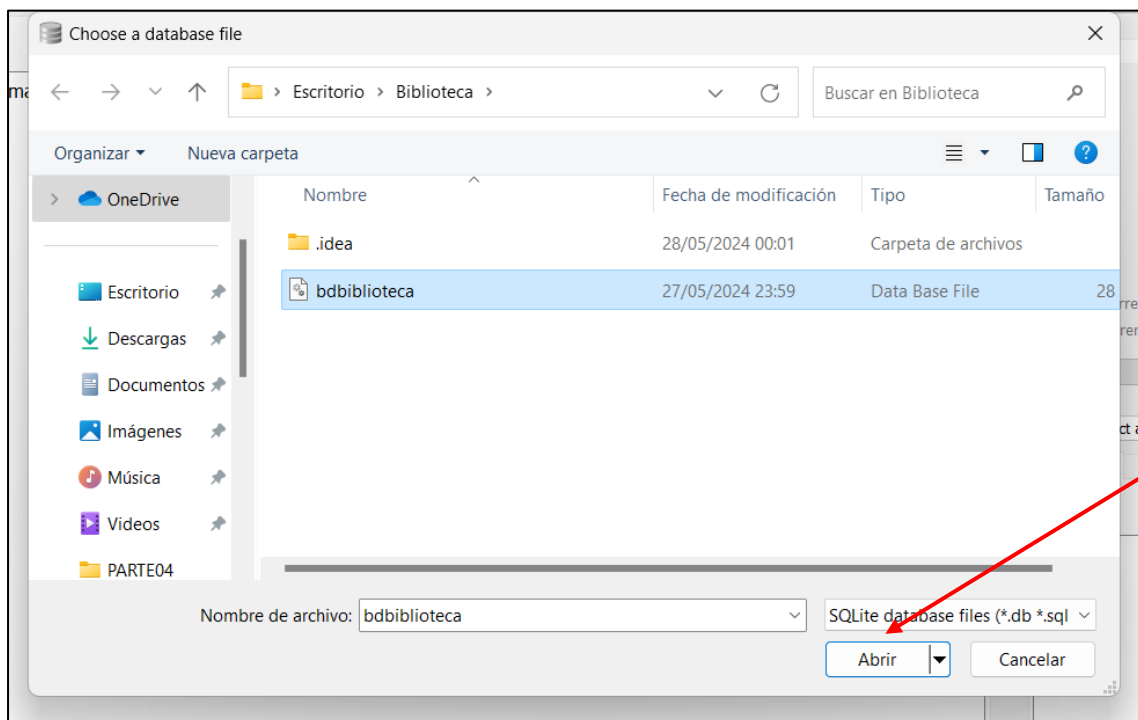 Choose a database file
Escritorio > Biblioteca >
Buscar en Biblioteca
Organizar
Nueva carpeta
OneDrive
Nombre
Fecha de modificación
Tipo
Tamaño
.idea
28/05/2024 00:01
Carpeta de archivos
bdbiblioteca
27/05/2024 23:59
Data Base File
28
Escritorio
Descargas
Documentos
Imágenes
Música
Videos
PARTE04
Nombre de archivo: bdbiblioteca
SQLite database files (*.db *.sql
Abrir
Cancelar